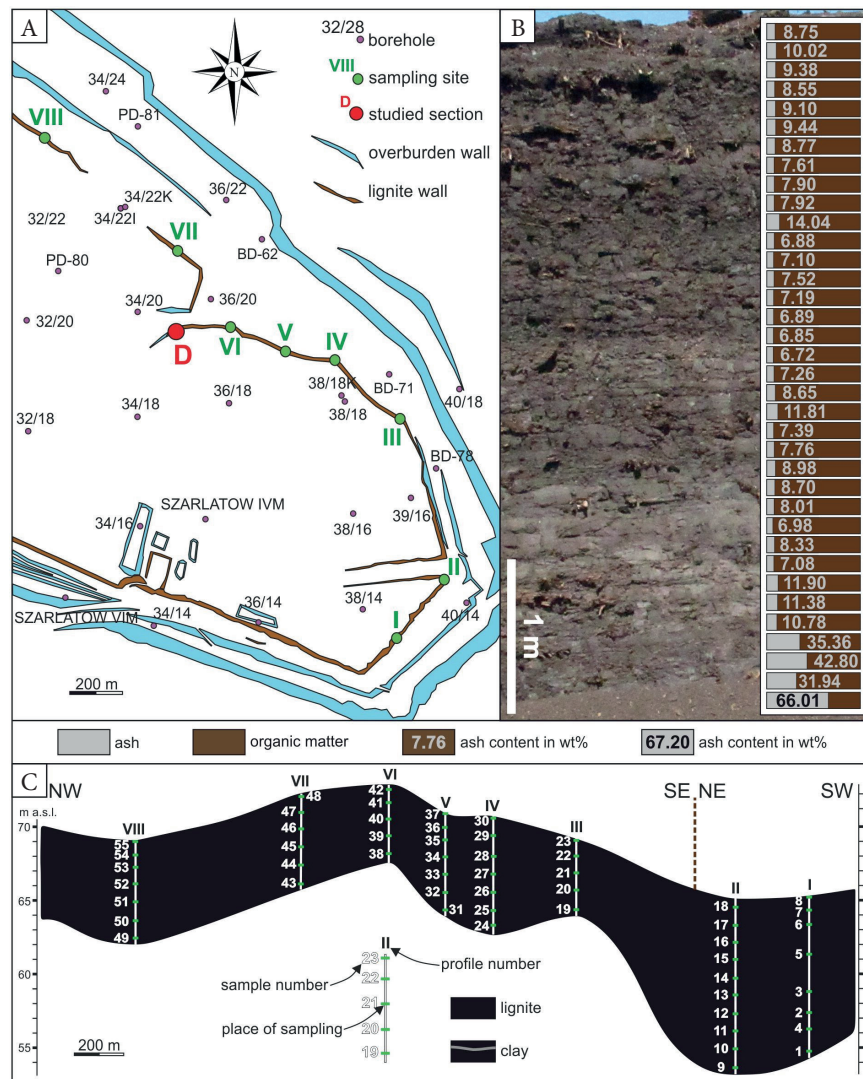 A
N
32/28
borehole
VIII
sampling site
D
studied section
overburden wall
lignite wall
34/24
PD-81
VIII
34/22K
36/22
32/22
34/22I
VII
BD-62
PD-80
34/20
36/20
32/20
D
VI
V
IV
BD-71
38/18K
36/18
38/18
40/18
34/18
32/18
III
BD-78
SZARLATOW IVM
34/16
38/16
39/16
II
SZARLATOW VIM
34/14
36/14
38/14
I
40/14
200 m
B
8.75
10.02
9.38
8.55
9.10
9.44
8.77
7.61
7.90
7.92
14.04
6.88
7.10
7.52
7.19
6.89
6.85
6.72
7.26
8.65
11.81
7.39
7.76
8.98
8.70
8.01
6.98
8.33
7.08
11.90
11.38
10.78
35.36
42.80
31.94
66.01
1 m
ash
organic matter
7.76 ash content in wt%
67.20 ash content in wt%
C
NW
SE NE
SW
m a.s.l.
70
65
60
55
VIII
55
54
53
52
51
50
49
VII
48
47
46
45
44
43
VI
42
41
40
39
38
V
37
36
35
34
33
32
31
IV
30
29
28
27
26
25
24
III
23
22
21
20
19
II
18
17
16
15
14
13
12
11
10
9
I
8
7
6
5
3
2
4
1
II
profile number
23
sample number
22
21
place of sampling
20
19
lignite
clay
200 m